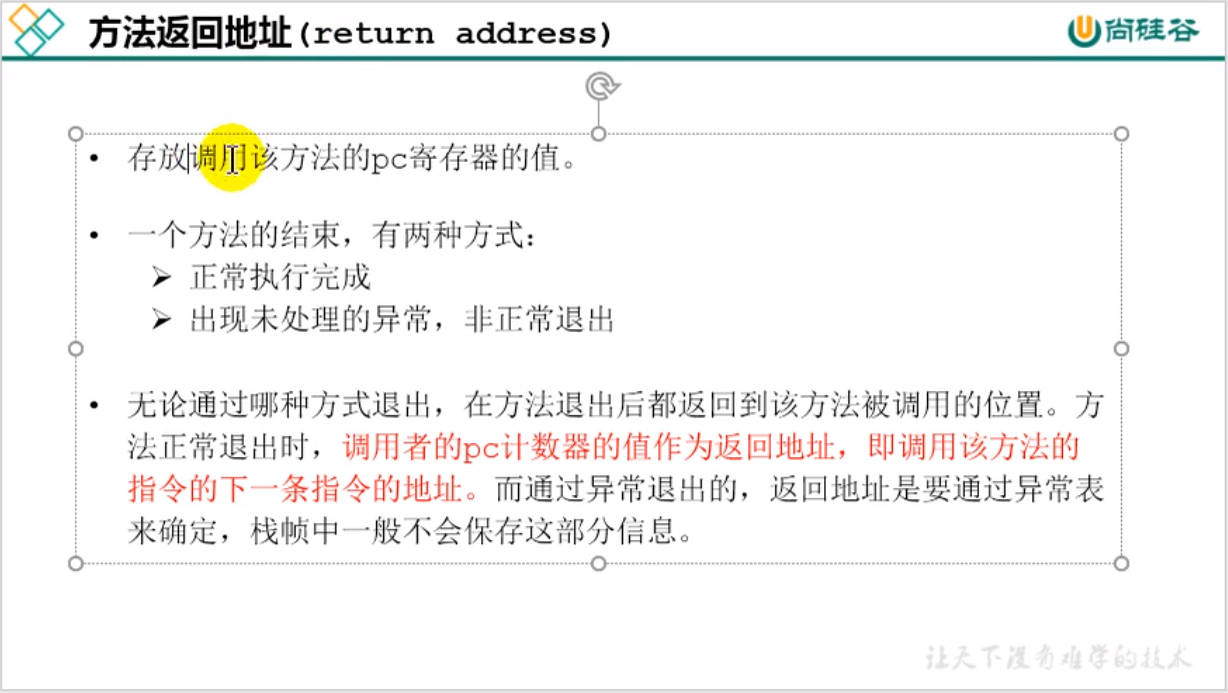 方法返回地址(return address)
尚硅谷
• 存放调用该方法的pc寄存器的值。
• 一个方法的结束，有两种方式：
➢ 正常执行完成
➢ 出现未处理的异常，非正常退出
• 无论通过哪种方式退出，在方法退出后都返回到该方法被调用的位置。方
法正常退出时，调用者的pc计数器的值作为返回地址，即调用该方法的
指令的下一条指令的地址。而通过异常退出的，返回地址是要通过异常表
来确定，栈帧中一般不会保存这部分信息。
让天下没有难学的技术